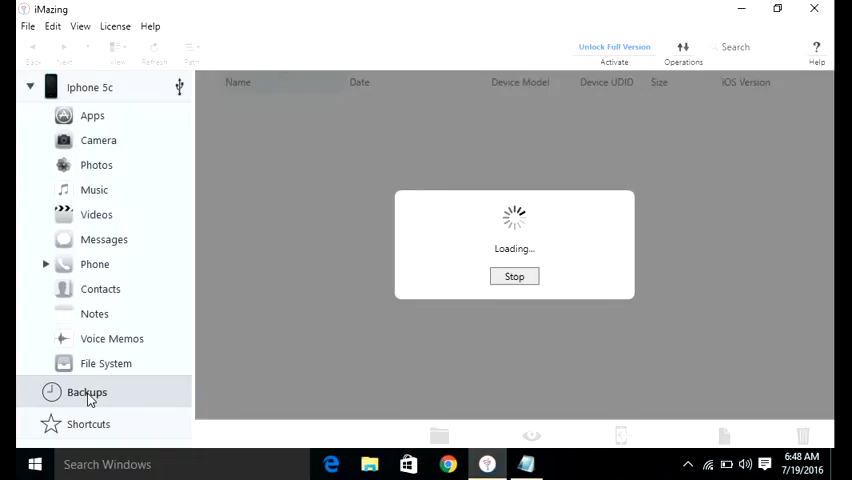 iMazing
File Edit View License Help
Back Next View Refresh Path
Unlock Full Version
Activate
Operations
Search
?
Help
Iphone 5c
Apps
Camera
Photos
Music
Videos
Messages
Phone
Contacts
Notes
Voice Memos
File System
Backups
Shortcuts
Name Date Device Model Device UDID Size iOS Version
Loading...
Stop
Search Windows
6:48 AM
7/19/2016